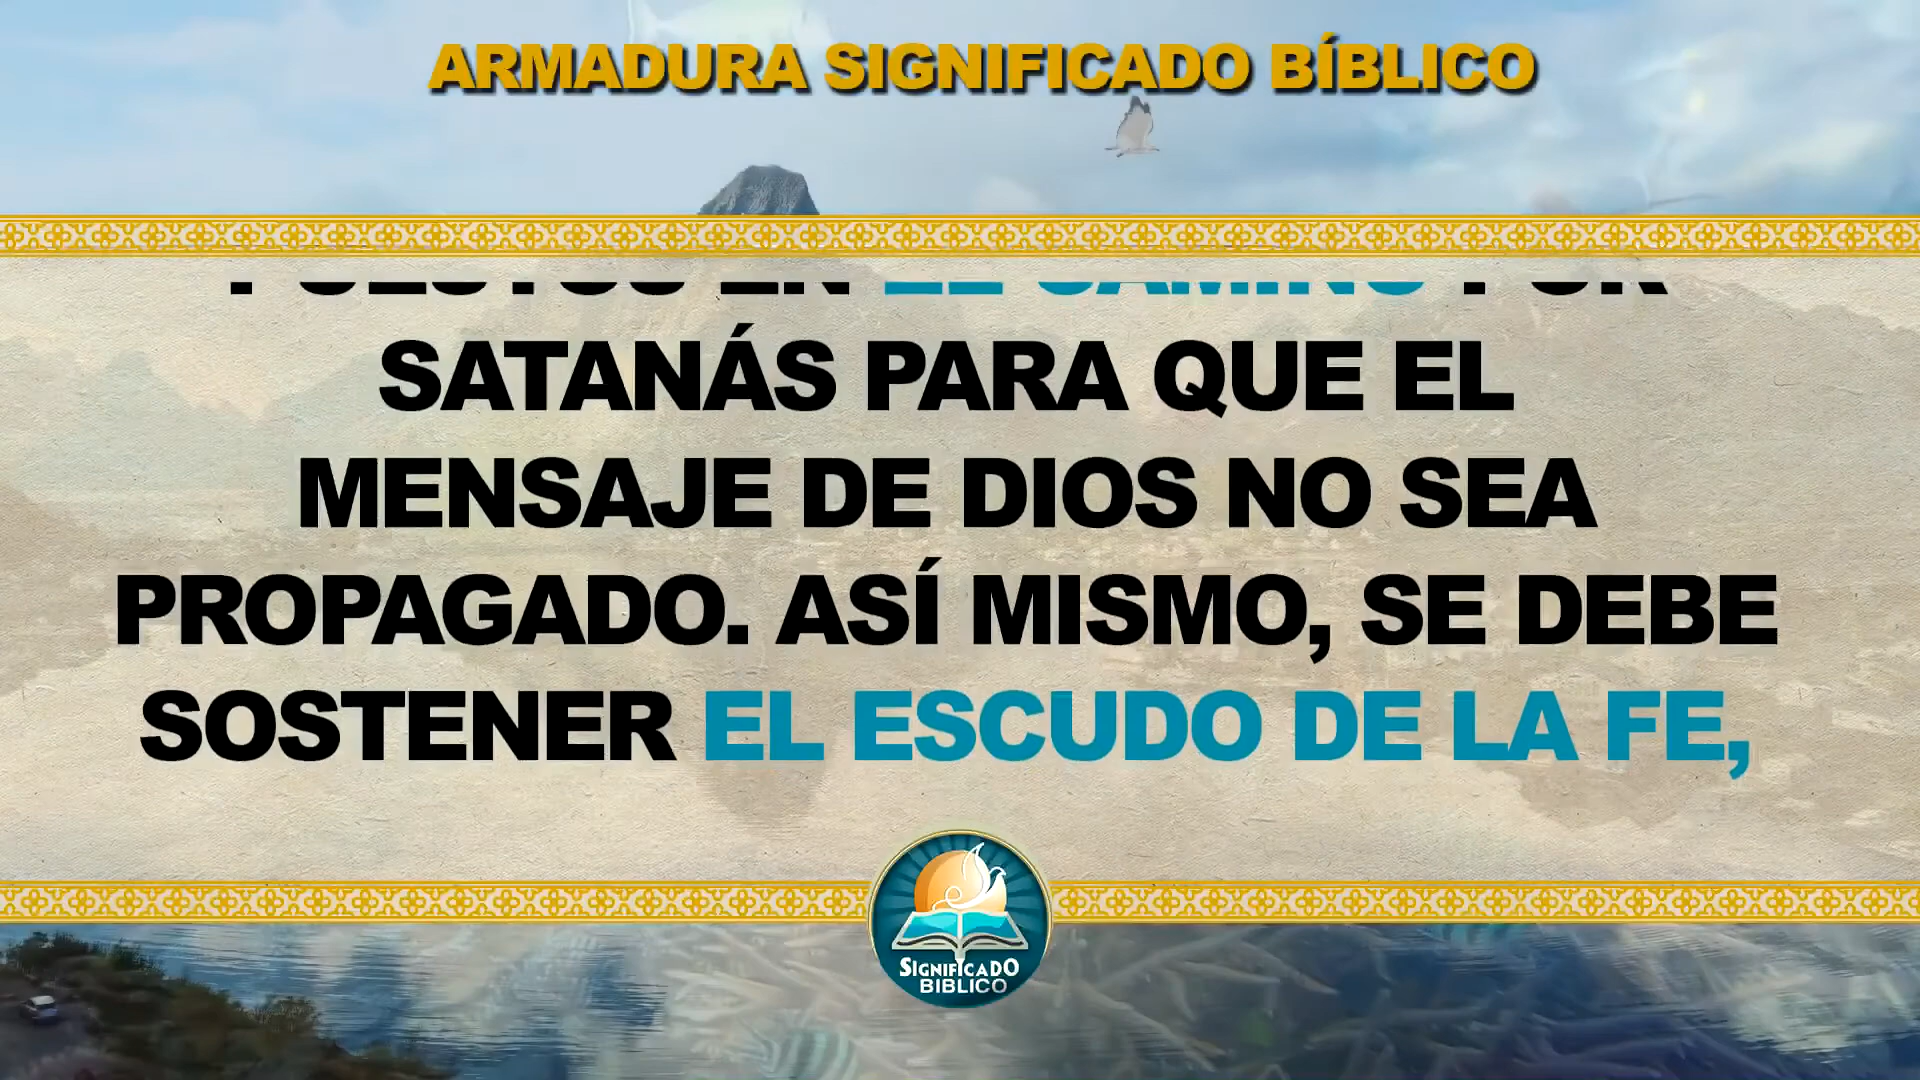 ARMADURA SIGNIFICADO BÍBLICO
SATANÁS PARA QUE EL
MENSAJE DE DIOS NO SEA
PROPAGADO. ASÍ MISMO, SE DEBE
SOSTENER EL ESCUDO DE LA FE,
SIGNIFICADO
BIBLICO